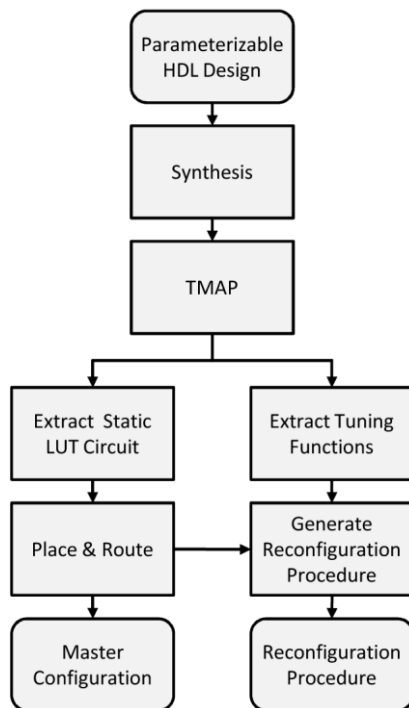 Parameterizable
HDL Design
Synthesis
TMAP
Extract Static
LUT Circuit
Extract Tuning
Functions
Place & Route
Generate
Reconfiguration
Procedure
Master
Configuration
Reconfiguration
Procedure